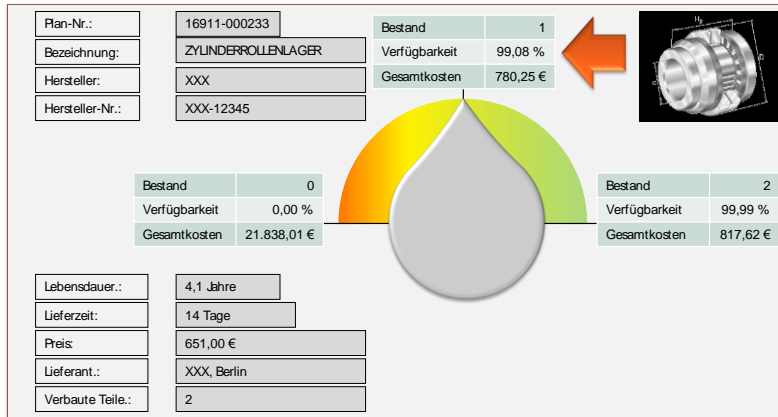 Plan-Nr.: 16911-000233
Bezeichnung: ZYLINDERROLLENLAGER
Hersteller: XXX
Hersteller-Nr.: XXX-12345
Bestand 1
Verfügbarkeit 99,08 %
Gesamtkosten 780,25 €
Bestand 0
Verfügbarkeit 0,00 %
Gesamtkosten 21.838,01 €
Bestand 2
Verfügbarkeit 99,99 %
Gesamtkosten 817,62 €
Lebensdauer.: 4,1 Jahre
Lieferzeit: 14 Tage
Preis: 651,00 €
Lieferant.: XXX, Berlin
Verbaute Teile.: 2